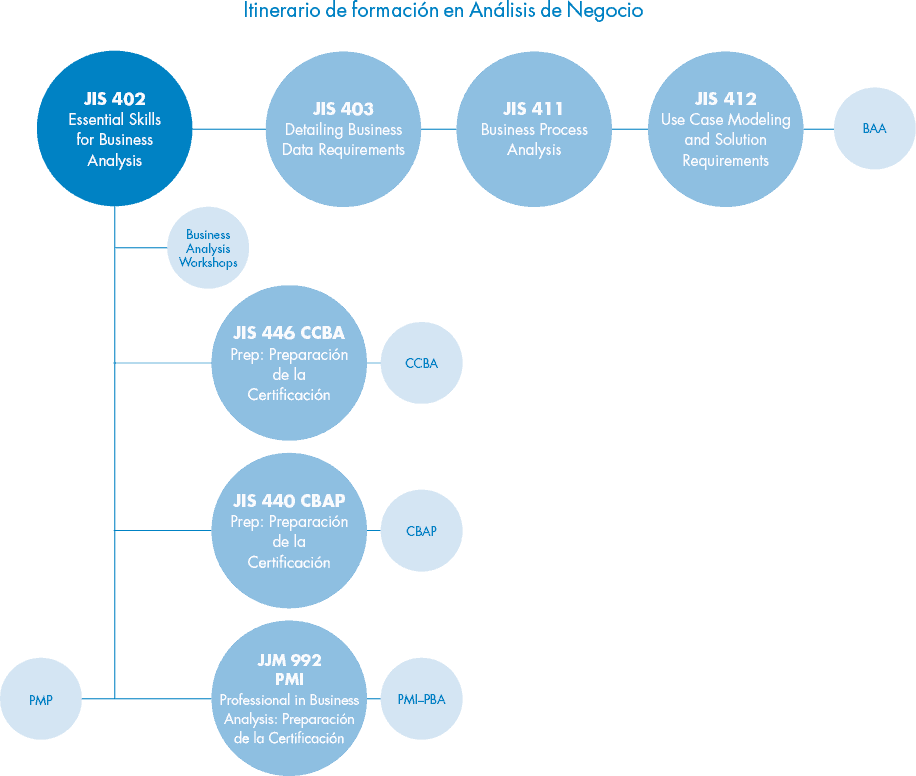 Itinerario de formación en Análisis de Negocio
JIS 402
Essential Skills
for Business
Analysis
JIS 403
Detailing Business
Data Requirements
JIS 411
Business Process
Analysis
JIS 412
Use Case Modeling
and Solution
Requirements
BAA
Business
Analysis
Workshops
JIS 446 CCBA
Prep: Preparación
de la
Certificación
CCBA
JIS 440 CBAP
Prep: Preparación
de la
Certificación
CBAP
PMP
JJM 992
PMI
Professional in Business
Analysis: Preparación
de la Certificación
PMI–PBA